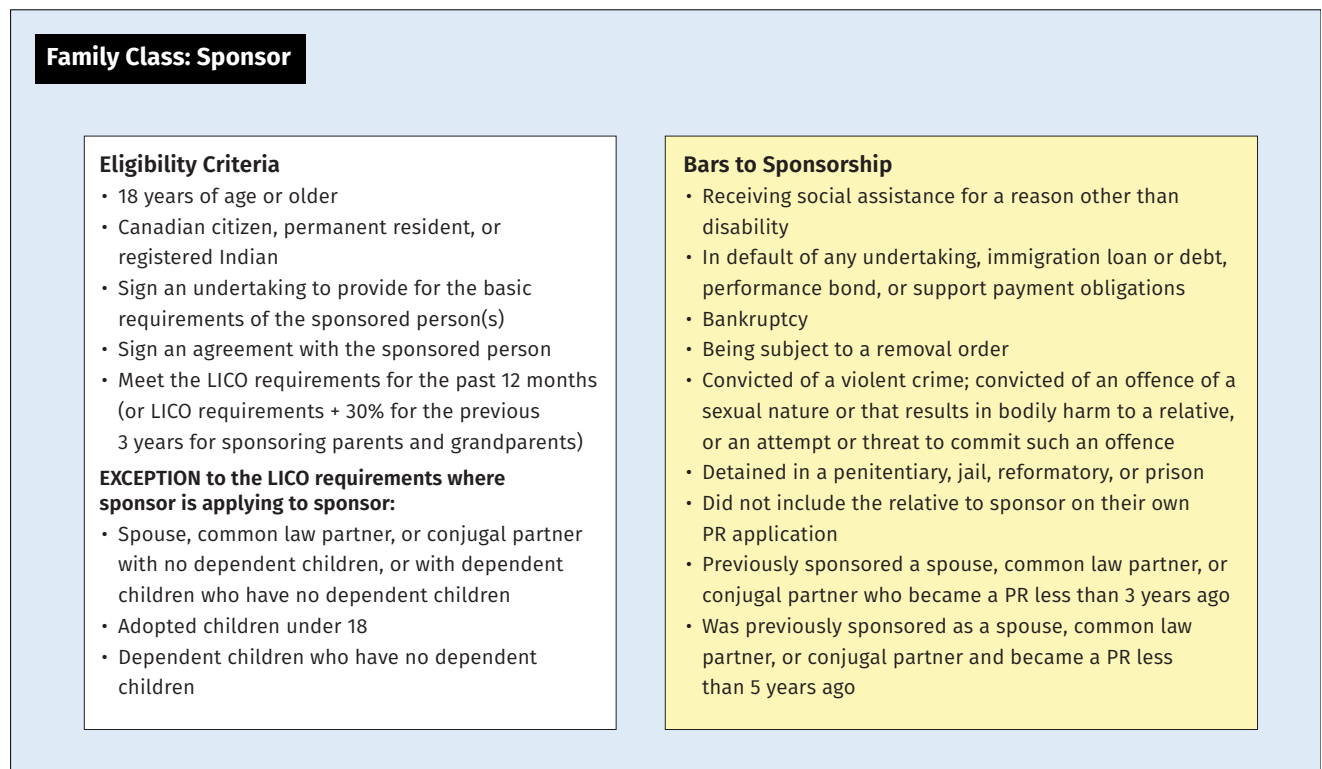 Family Class: Sponsor
Eligibility Criteria
• 18 years of age or older
• Canadian citizen, permanent resident, or
registered Indian
• Sign an undertaking to provide for the basic
requirements of the sponsored person(s)
• Sign an agreement with the sponsored person
• Meet the LICO requirements for the past 12 months
(or LICO requirements + 30% for the previous
3 years for sponsoring parents and grandparents)
EXCEPTION to the LICO requirements where
sponsor is applying to sponsor:
• Spouse, common law partner, or conjugal partner
with no dependent children, or with dependent
children who have no dependent children
• Adopted children under 18
• Dependent children who have no dependent
children
Bars to Sponsorship
• Receiving social assistance for a reason other than
disability
• In default of any undertaking, immigration loan or debt,
performance bond, or support payment obligations
• Bankruptcy
• Being subject to a removal order
• Convicted of a violent crime; convicted of an offence of a
sexual nature or that results in bodily harm to a relative,
or an attempt or threat to commit such an offence
• Detained in a penitentiary, jail, reformatory, or prison
• Did not include the relative to sponsor on their own
PR application
• Previously sponsored a spouse, common law partner, or
conjugal partner who became a PR less than 3 years ago
• Was previously sponsored as a spouse, common law
partner, or conjugal partner and became a PR less
than 5 years ago